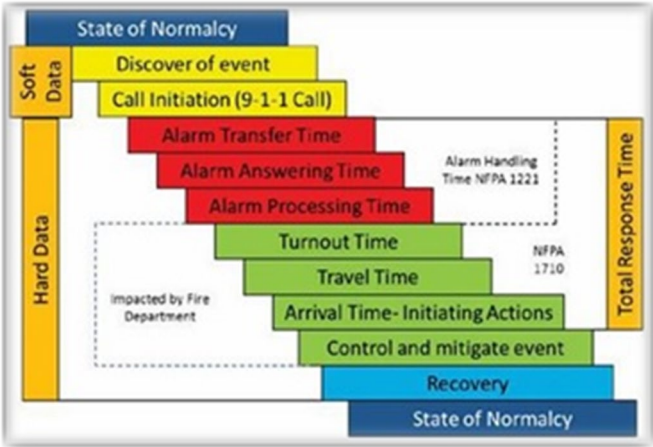 State of Normalcy
Soft
Data
Discover of event
Call Initiation (9-1-1 Call)
Hard Data
Alarm Transfer Time
Alarm Answering Time
Alarm Processing Time
Alarm Handling
Time NFPA 1221
Total Response Time
Turnout Time
NFPA
1710
Travel Time
Impacted by Fire
Department
Arrival Time- Initiating Actions
Control and mitigate event
Recovery
State of Normalcy